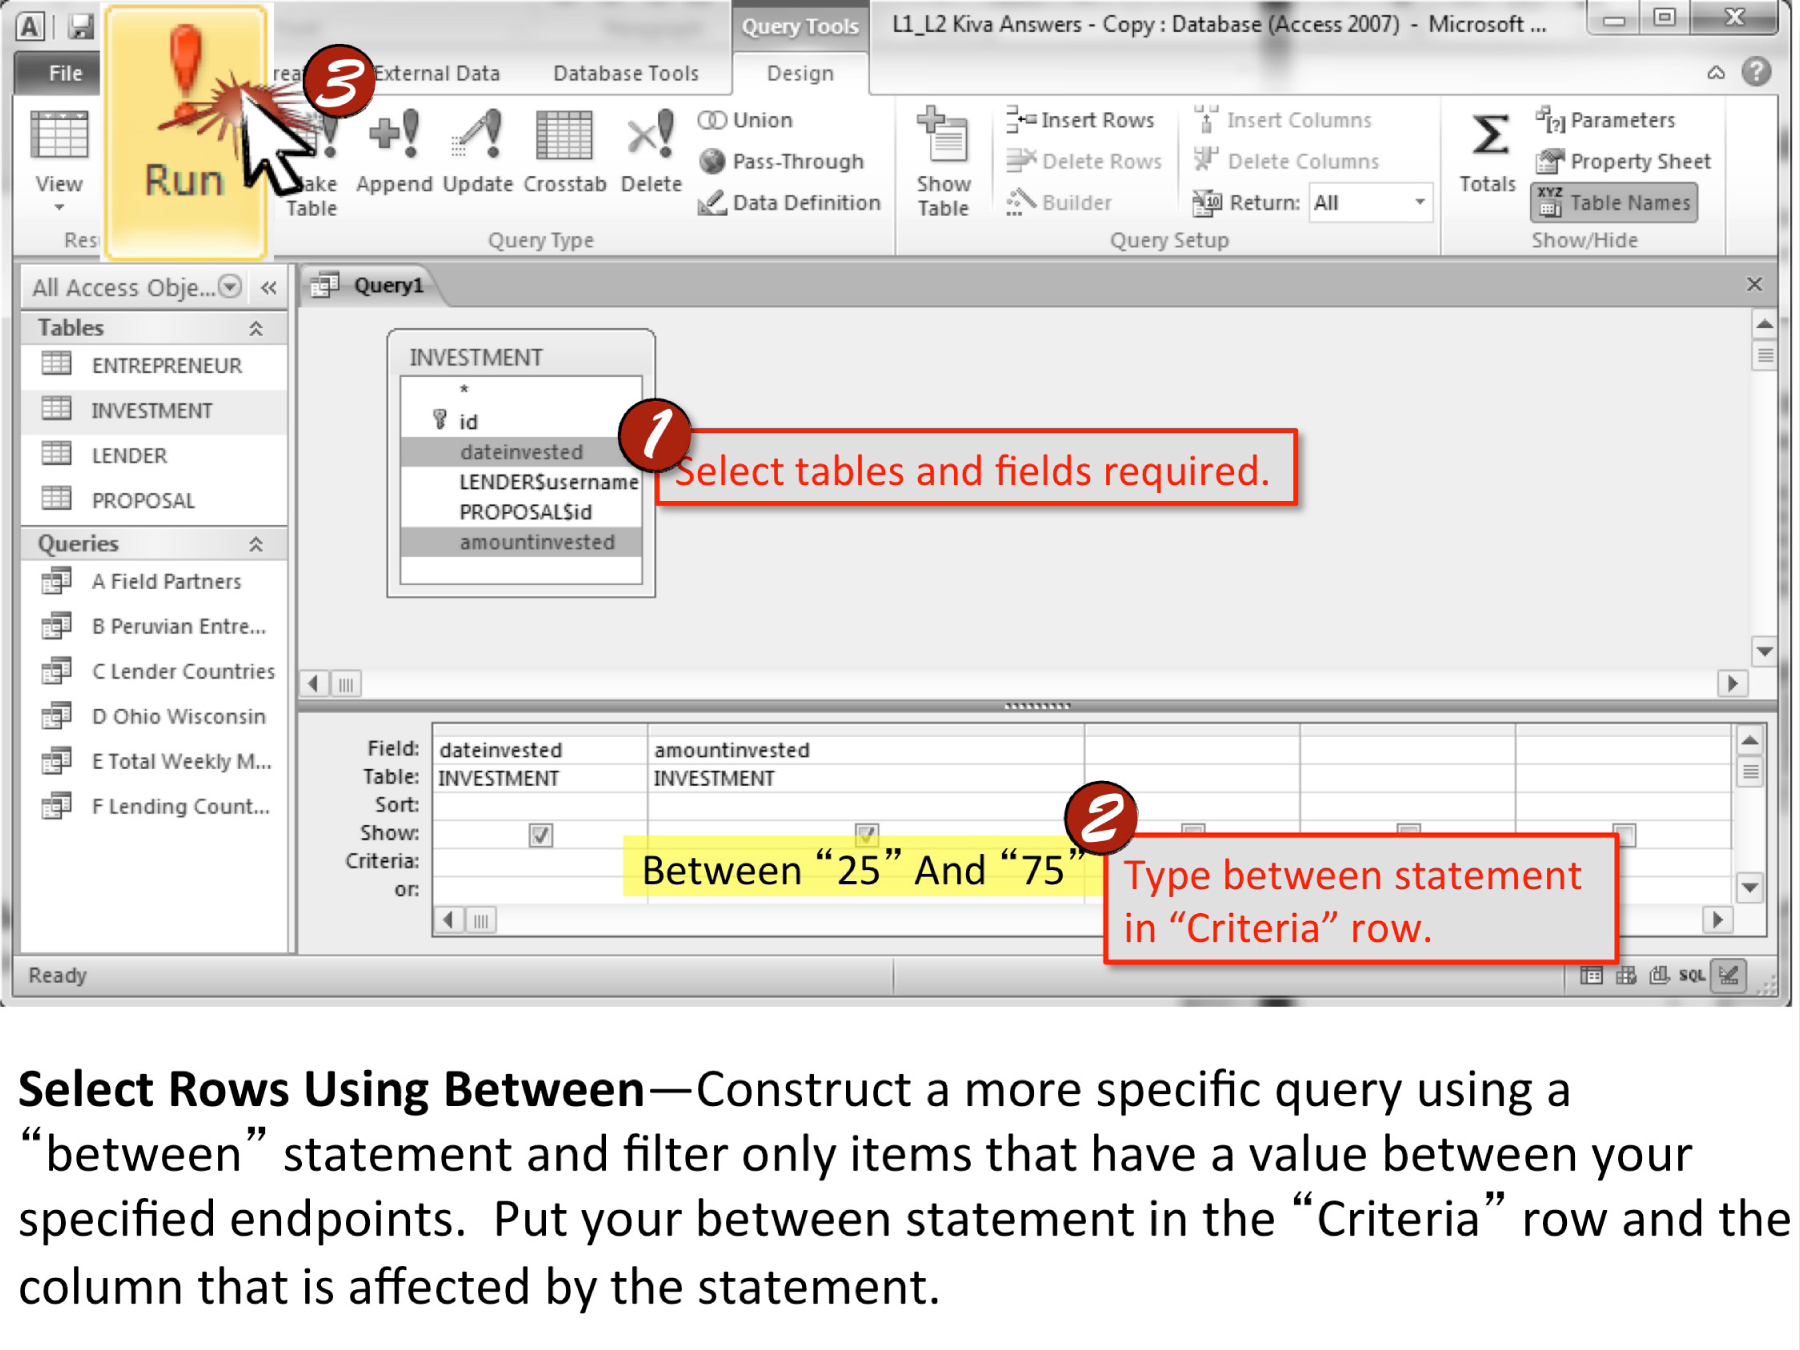 A
Query Tools
L1_L2 Kiva Answers - Copy : Database (Access 2007) - Microsoft ...
File
External Data
Database Tools
Design
3
Run
View
Table
Append
Update
Crosstab
Delete
Union
Pass-Through
Data Definition
Query Type
Show
Table
Insert Rows
Delete Rows
Builder
Insert Columns
Delete Columns
Return: All
Query Setup
Σ
Totals
Parameters
Property Sheet
Table Names
Show/Hide
All Access Obje...
Query1
Tables
ENTREPRENEUR
INVESTMENT
LENDER
PROPOSAL
Queries
A Field Partners
B Peruvian Entre...
C Lender Countries
D Ohio Wisconsin
E Total Weekly M...
F Lending Count...
INVESTMENT
*
id
dateinvested
LENDER$username
PROPOSAL$id
amountinvested
1
Select tables and fields required.
Field: dateinvested amountinvested
Table: INVESTMENT INVESTMENT
Sort:
Show:
Criteria:
or:
Between “25” And “75”
2
Type between statement
in “Criteria” row.
Ready
SQL
Select Rows Using Between—Construct a more specific query using a
“between” statement and filter only items that have a value between your
specified endpoints. Put your between statement in the “Criteria” row and the
column that is affected by the statement.